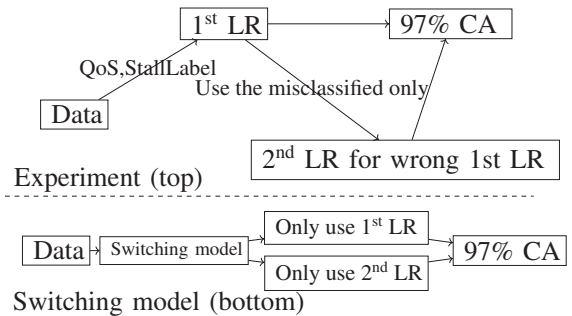 1st LR
97% CA
QoS,StallLabel
Use the misclassified only
Data
2nd LR for wrong 1st LR
Experiment (top)
Only use 1st LR
Data
Switching model
97% CA
Only use 2nd LR
Switching model (bottom)